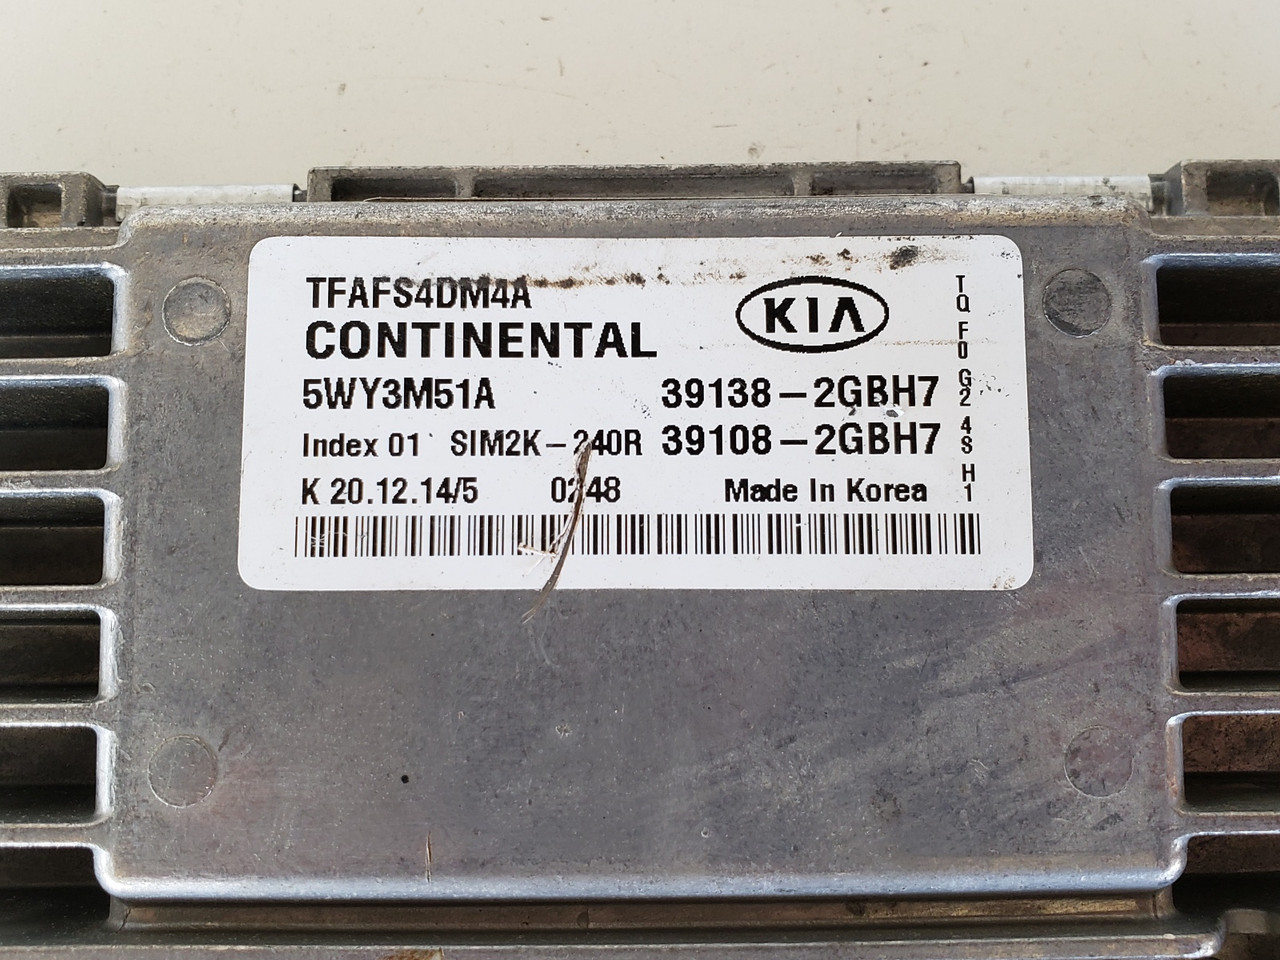 TFAFS4DM4A
CONTINENTAL
KIA
5WY3M51A 39138-2GBH7
Index 01 SIM2K-240R 39108-2GBH7
K 20.12.14/5 0248 Made In Korea
TQ F0 G2 4S H1